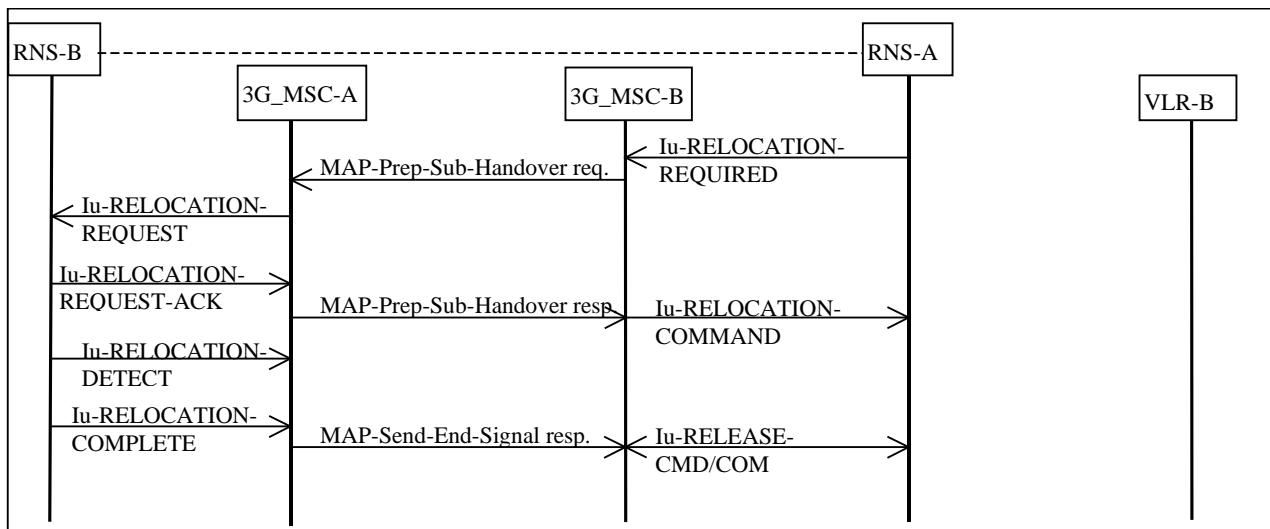 RNS-B
RNS-A
3G_MSC-A
3G_MSC-B
VLR-B
Iu-RELOCATION-
REQUIRED
MAP-Prep-Sub-Handover req.
Iu-RELOCATION-
REQUEST
Iu-RELOCATION-
REQUEST-ACK
MAP-Prep-Sub-Handover resp
Iu-RELOCATION-
COMMAND
Iu-RELOCATION-
DETECT
Iu-RELOCATION-
COMPLETE
MAP-Send-End-Signal resp.
Iu-RELEASE-
CMD/COM